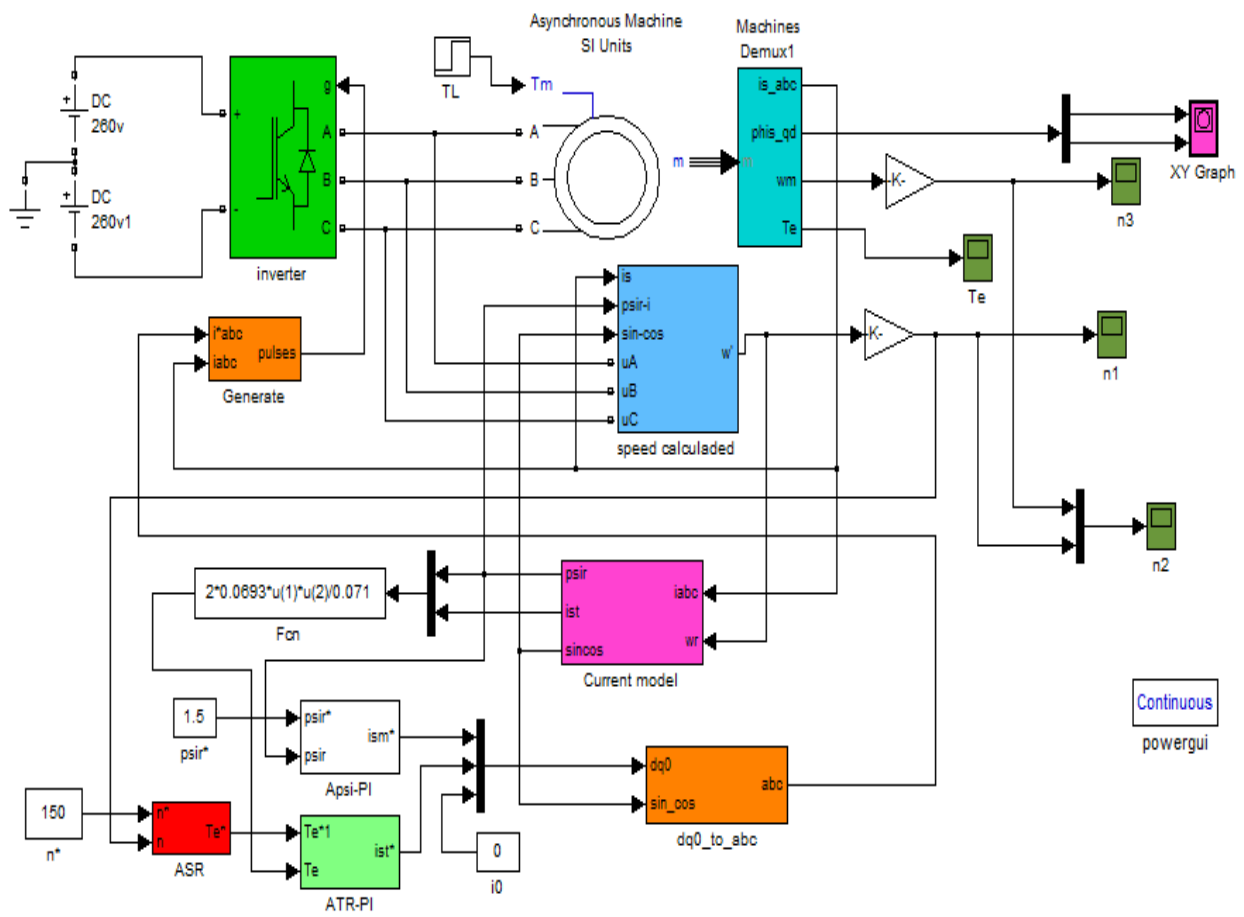 Asynchronous Machine
SI Units
Machines
Demux1
DC
260v
DC
260v1
+
-
+
-
+
+
g
A
B
C
inverter
TL
Tm
A
B
C
m
m
is_abc
phis_qd
wm
Te
-K-
XY Graph
n3
Te
i*abc
iabc
pulses
Generate
is
psir-i
sin-cos
uA
uB
uC
w'
speed calculaded
-K-
n1
n2
2*0.0693*u(1)*u(2)/0.071
Fcn
psir
ist
sincos
iabc
wr
Current model
1.5
psir*
psir*
psir
ism*
Apsi-PI
Continuous
powergui
dq0
sin_cos
abc
dq0_to_abc
150
n*
n*
n
Te*
ASR
Te*1
Te
ist*
ATR-PI
0
i0